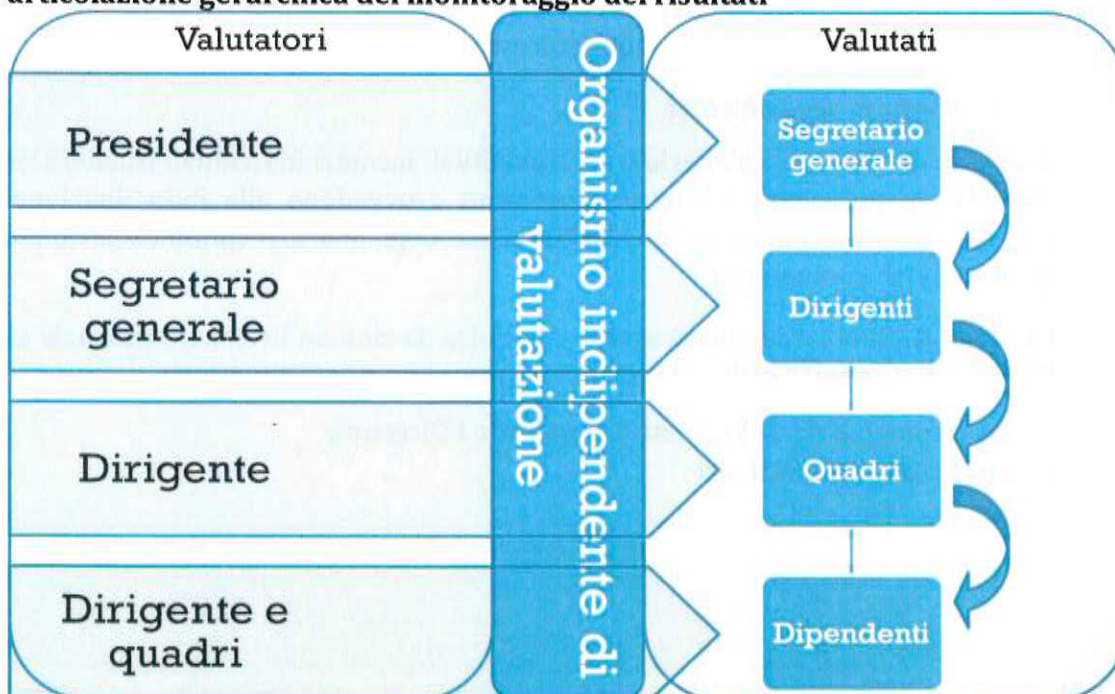 articolazione gerarchica del monitoraggio dei risultati
Valutatori
Presidente
Segretario
generale
Dirigente
Dirigente e
quadri
Organismo indipendente di
valutazione
Valutati
Segretario
generale
Dirigenti
Quadri
Dipendenti